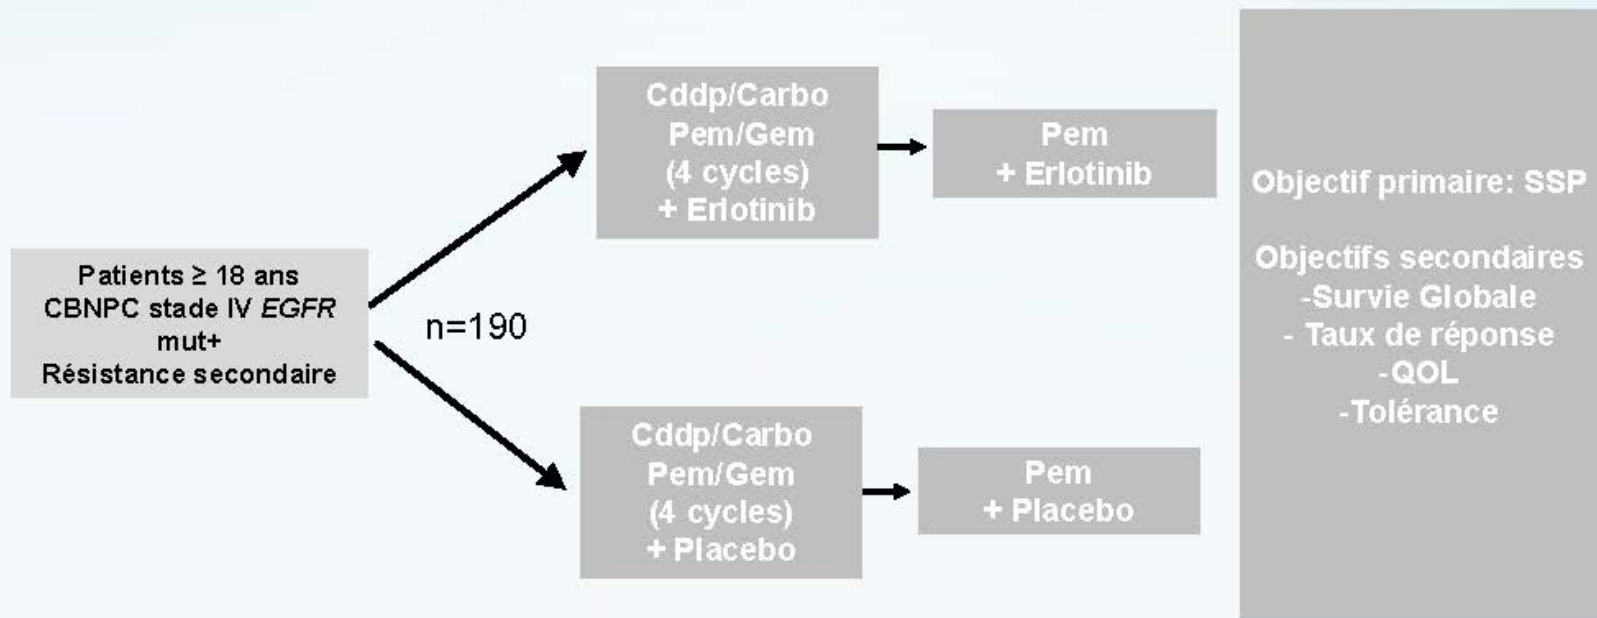 Patients ≥ 18 ans
CBNPC stade IV EGFR
mut+
Résistance secondaire
n=190
Cddp/Carbo
Pem/Gem
(4 cycles)
+ Erlotinib
Pem
+ Erlotinib
Cddp/Carbo
Pem/Gem
(4 cycles)
+ Placebo
Pem
+ Placebo
Objectif primaire: SSP
Objectifs secondaires
-Survie Globale
- Taux de réponse
-QOL
-Tolérance